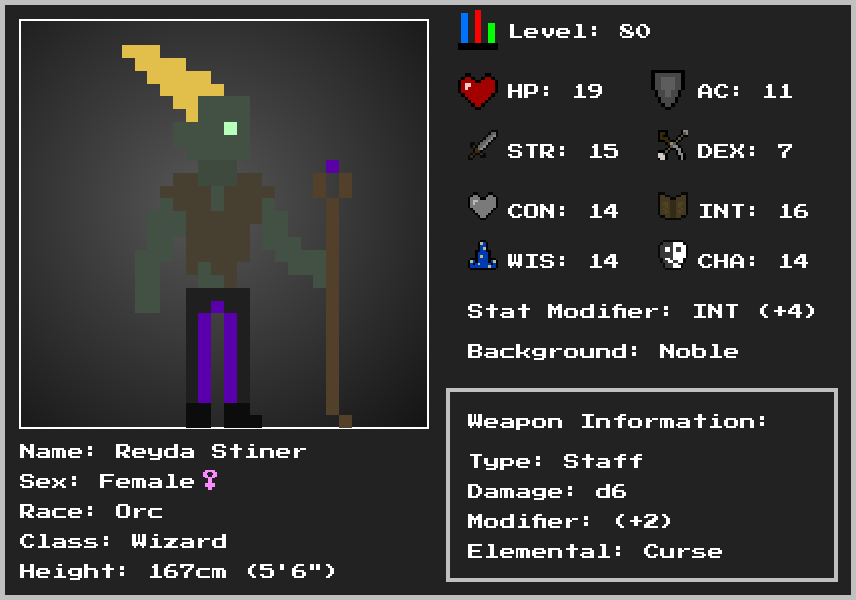 Level: 80
HP: 19
AC: 11
STR: 15
DEX: 7
CON: 14
INT: 16
WIS: 14
CHA: 14
Stat Modifier: INT (+4)
Background: Noble
Weapon Information:
Type: Staff
Damage: d6
Modifier: (+2)
Elemental: Curse
Name: Reyda Stiner
Sex: Female♀
Race: Orc
Class: Wizard
Height: 167cm (5'6")